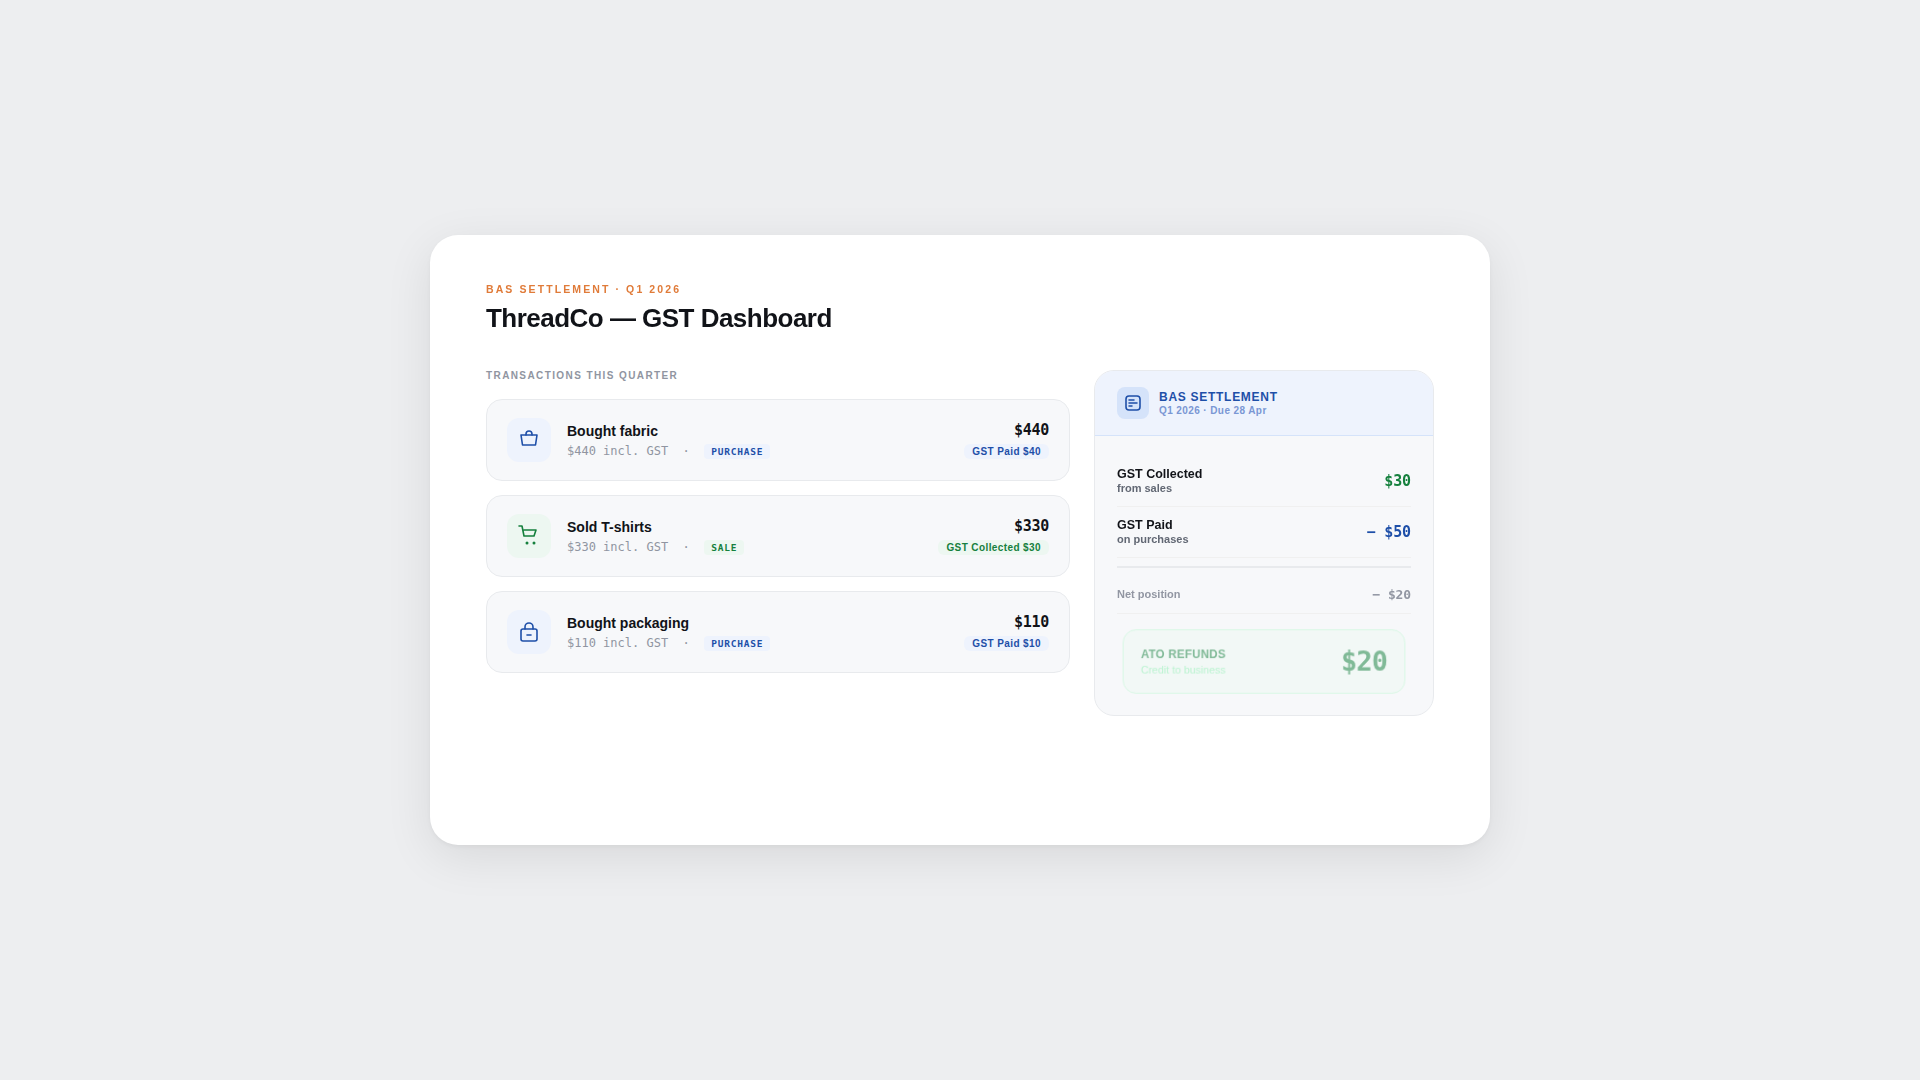 BAS SETTLEMENT · Q1 2026
ThreadCo — GST Dashboard
TRANSACTIONS THIS QUARTER
Bought fabric
$440 incl. GST · PURCHASE
$440
GST Paid $40
Sold T-shirts
$330 incl. GST · SALE
$330
GST Collected $30
Bought packaging
$110 incl. GST · PURCHASE
$110
GST Paid $10
BAS SETTLEMENT
Q1 2026 · Due 28 Apr
GST Collected
from sales
$30
GST Paid
on purchases
− $50
Net position
− $20
ATO REFUNDS
Credit to business
$20